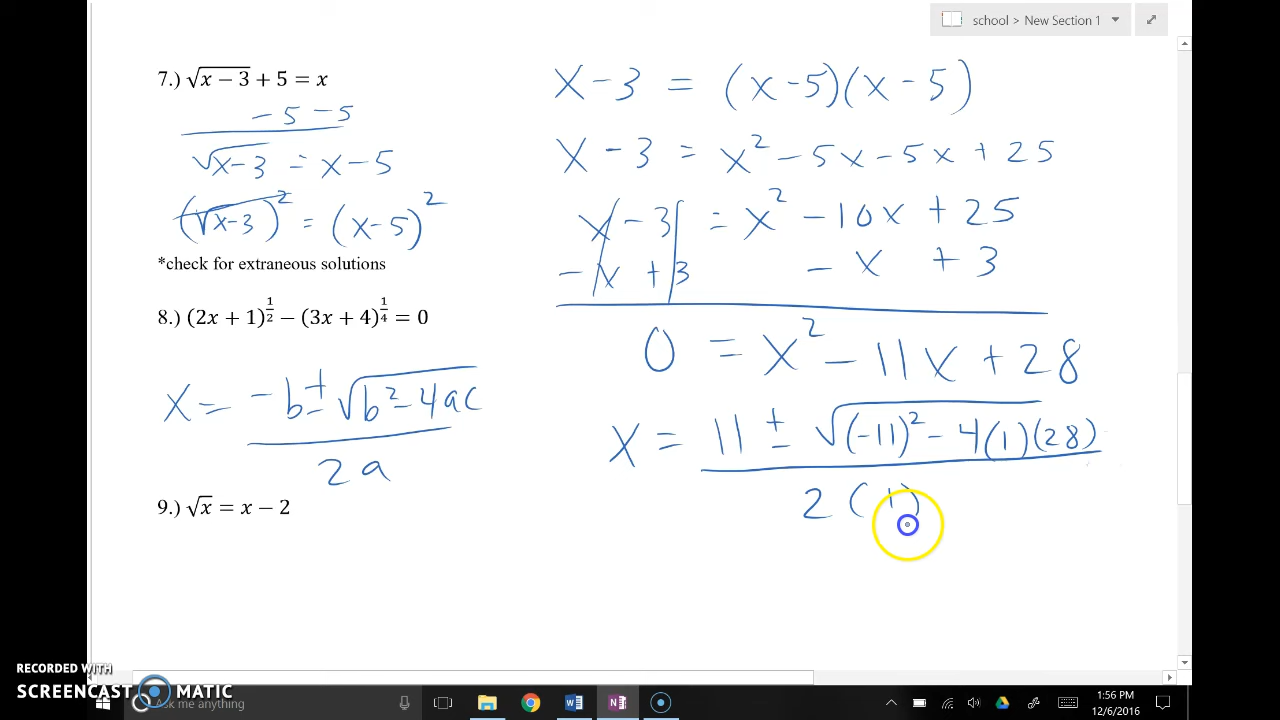 school > New Section 1
7.) √x − 3 + 5 = x
− 5 − 5
√x−3 = x − 5
(√x−3)² = (x−5)²
*check for extraneous solutions
8.) (2x + 1)^(1/2) − (3x + 4)^(1/4) = 0
x = (−b ± √b² − 4ac) / 2a
9.) √x = x − 2
x − 3 = (x−5)(x − 5)
x − 3 = x² − 5x − 5x + 25
x − 3 = x² − 10x + 25
− x + 3 − x + 3
0 = x² − 11x + 28
x = (11 ± √(−11)² − 4(1)(28)) / 2(1)
RECORDED WITH
SCREENCAST MATIC
Ask me anything
1:56 PM
12/6/2016